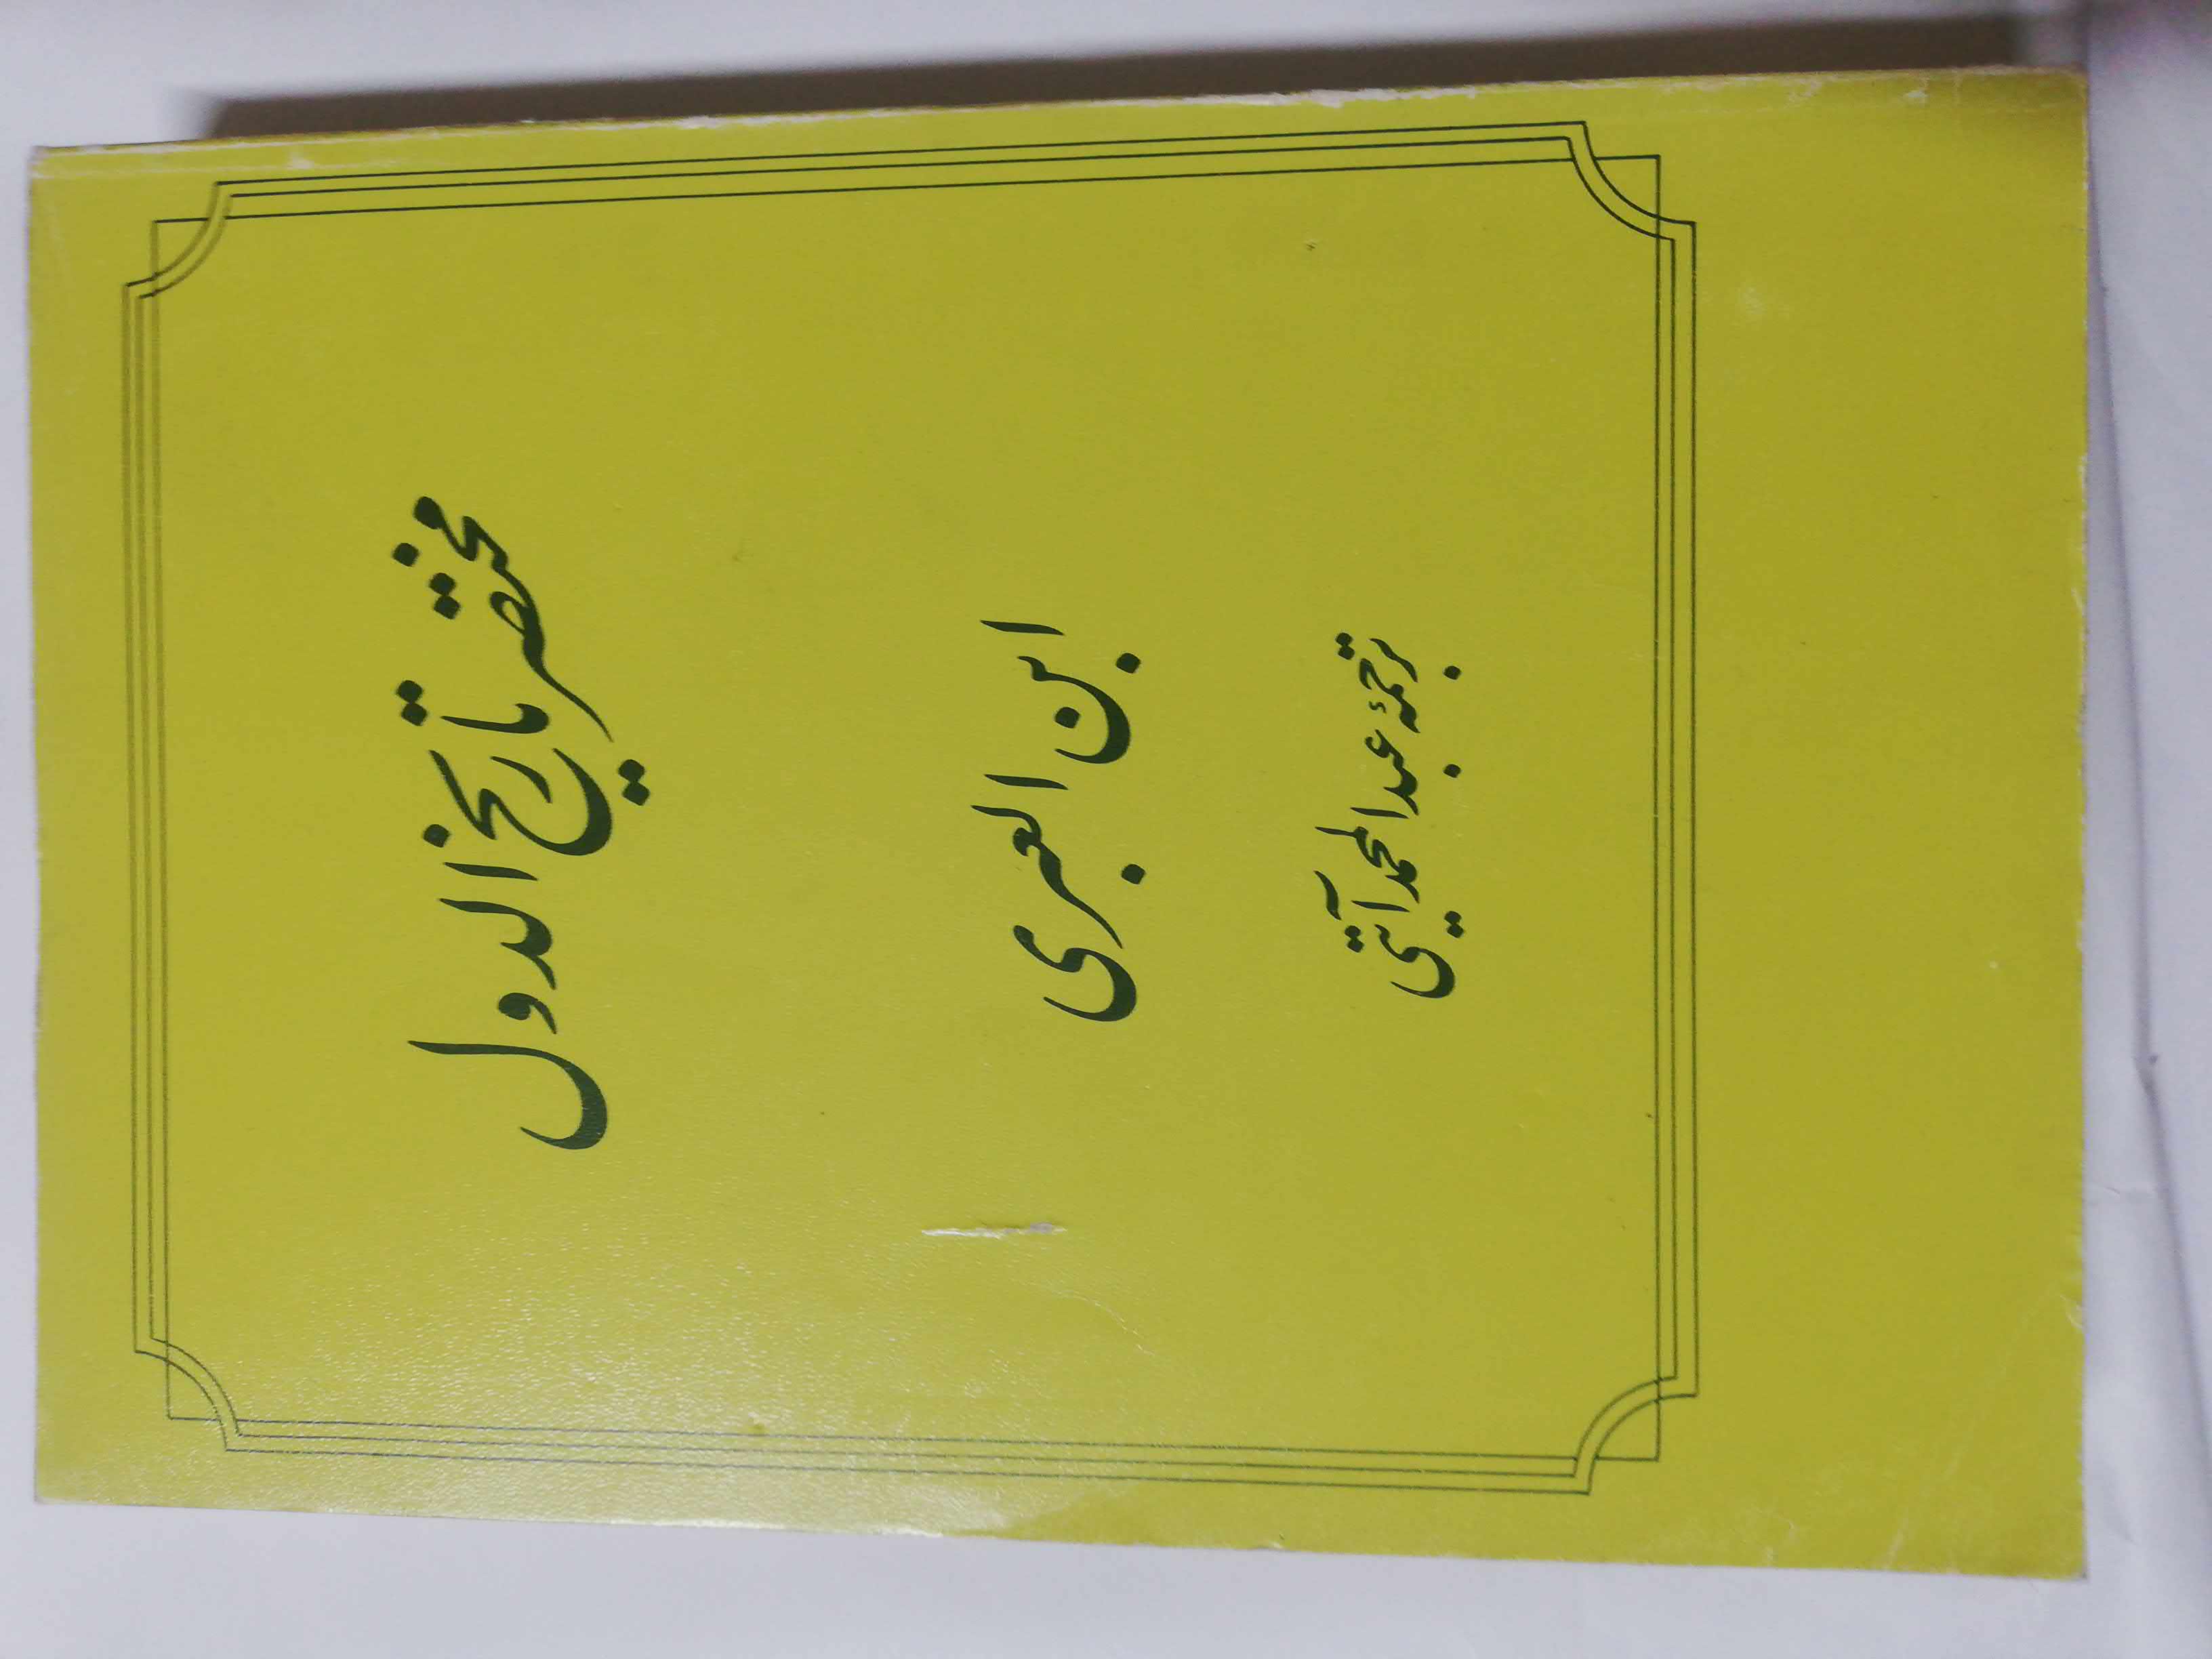 مختصر تاریخ الدول
ابن العبری
ترجمهٔ عبدالمحمد آیتی